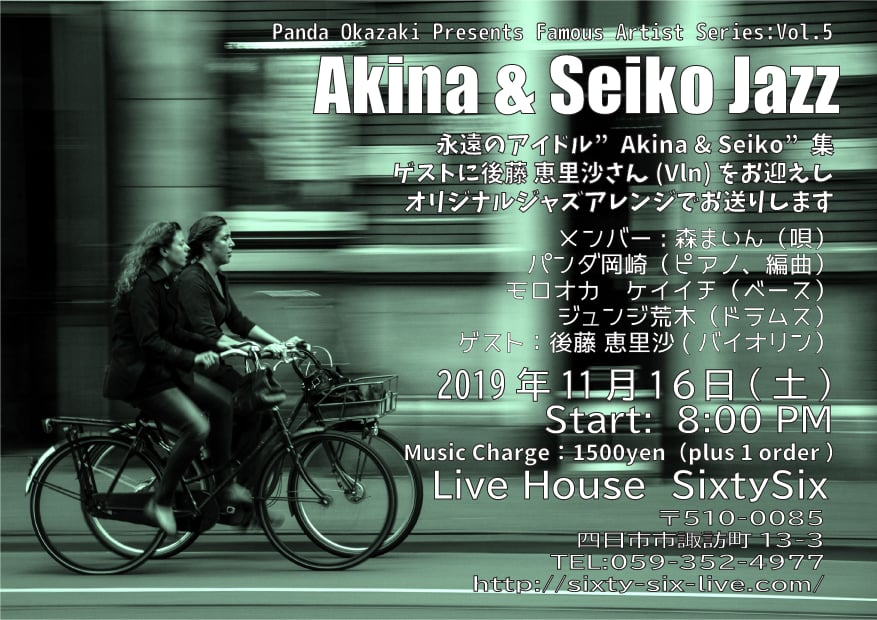 Panda Okazaki Presents Famous Artist Series:Vol.5
Akina & Seiko Jazz
永遠のアイドル” Akina & Seiko” 集
ゲストに後藤 恵里沙さん (Vln) をお迎えし
オリジナルジャズアレンジでお送りします
メンバー：森まいん（唄）
パンダ岡崎（ピアノ、編曲）
モロオカ　ケイイチ（ベース）
ジュンジ荒木（ドラムス）
ゲスト：後藤 恵里沙 ( バイオリン）
2019 年 11 月 16 日 ( 土 )
Start: 8:00 PM
Music Charge：1500yen（plus 1 order ）
Live House SixtySix
〒510-0085
四日市市諏訪町 13-3
TEL:059-352-4977
http://sixty-six-live.com/